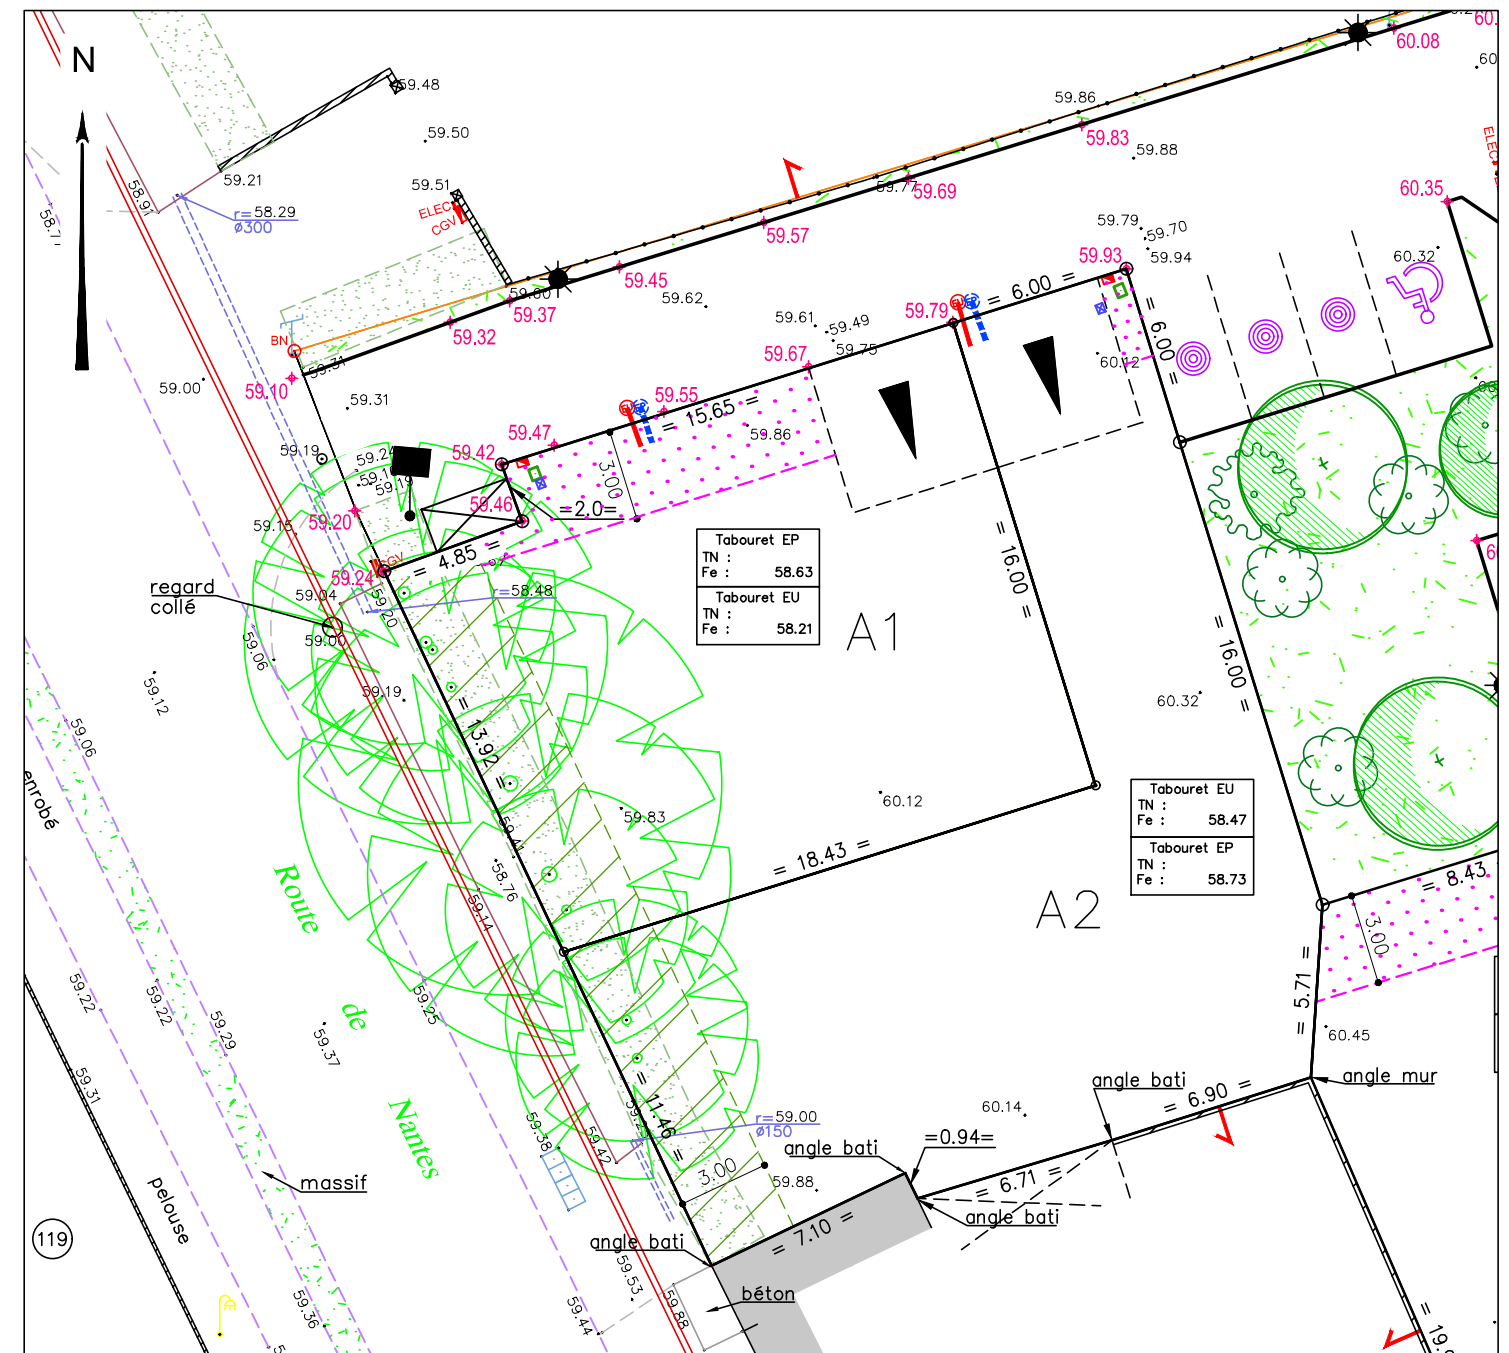 N
59.48
59.50
59.21
59.51
ELEC
CGV
r=58.29
ø300
59.86
59.83
59.88
60.08
59.77
59.69
59.57
59.45
59.62
59.37
59.32
60.35
59.79
59.70
59.94
59.93
60.32
BN
59.10
59.00
59.31
59.79
= 6.00 =
= 6.00 =
59.61
59.49
59.75
59.67
60.12
59.55
= 15.65 =
59.86
59.47
59.42
59.46
3.00
=2.0=
59.19
59.24
59.19
59.20
59.15
= 4.85 =
CGV
59.24
59.04
59.20
59.00
r=58.48
regard
collé
59.06
59.12
59.19
Tabouret EP
TN :
Fe : 58.63
Tabouret EU
TN :
Fe : 58.21
A1
= 16.00 =
= 16.00 =
60.32
= 13.92 =
59.06
enrobé
59.83
60.12
59.41
58.76
59.14
= 18.43 =
Tabouret EU
TN :
Fe : 58.47
Tabouret EP
TN :
Fe : 58.73
A2
= 8.43
3.00
= 5.71 =
60.45
Route
de
Nantes
59.22
59.22
59.29
59.25
59.37
59.31
angle mur
angle bati
= 6.90 =
60.14
=0.94=
angle bati
r=59.00
ø150
= 11.46 =
59.38
59.42
3.00
59.88
= 6.71 =
angle bati
= 7.10 =
angle bati
massif
pelouse
119
59.53
59.88
béton
59.36
59.44